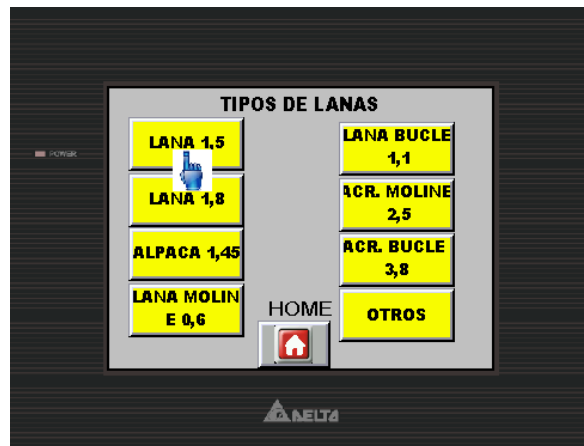 TIPOS DE LANAS
LANA 1,5
LANA 1,8
ALPACA 1,45
LANA MOLIN
E 0,6
LANA BUCLE
1,1
ACR. MOLINE
2,5
ACR. BUCLE
3,8
OTROS
HOME
POWER
DELTA